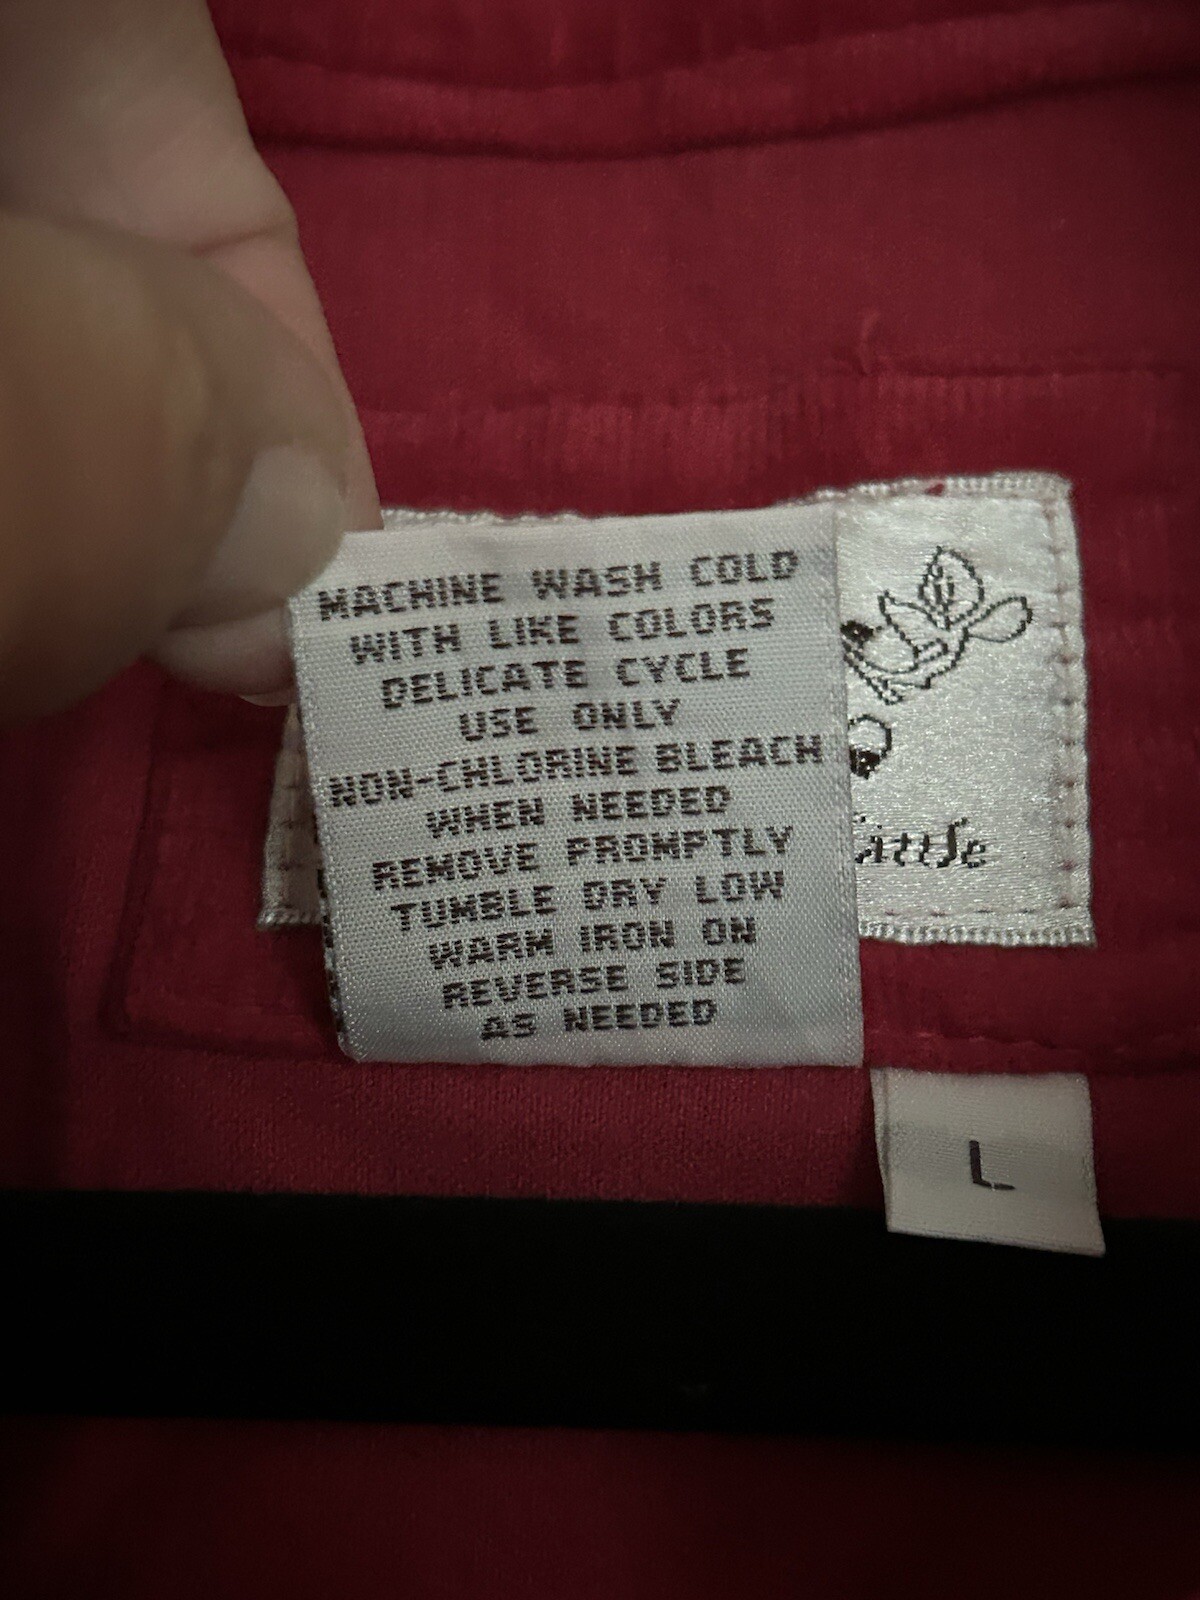 MACHINE WASH COLD
WITH LIKE COLORS
DELICATE CYCLE
USE ONLY
NON-CHLORINE BLEACH
WHEN NEEDED
REMOVE PROMPTLY
TUMBLE DRY LOW
WARM IRON ON
REVERSE SIDE
AS NEEDED
L